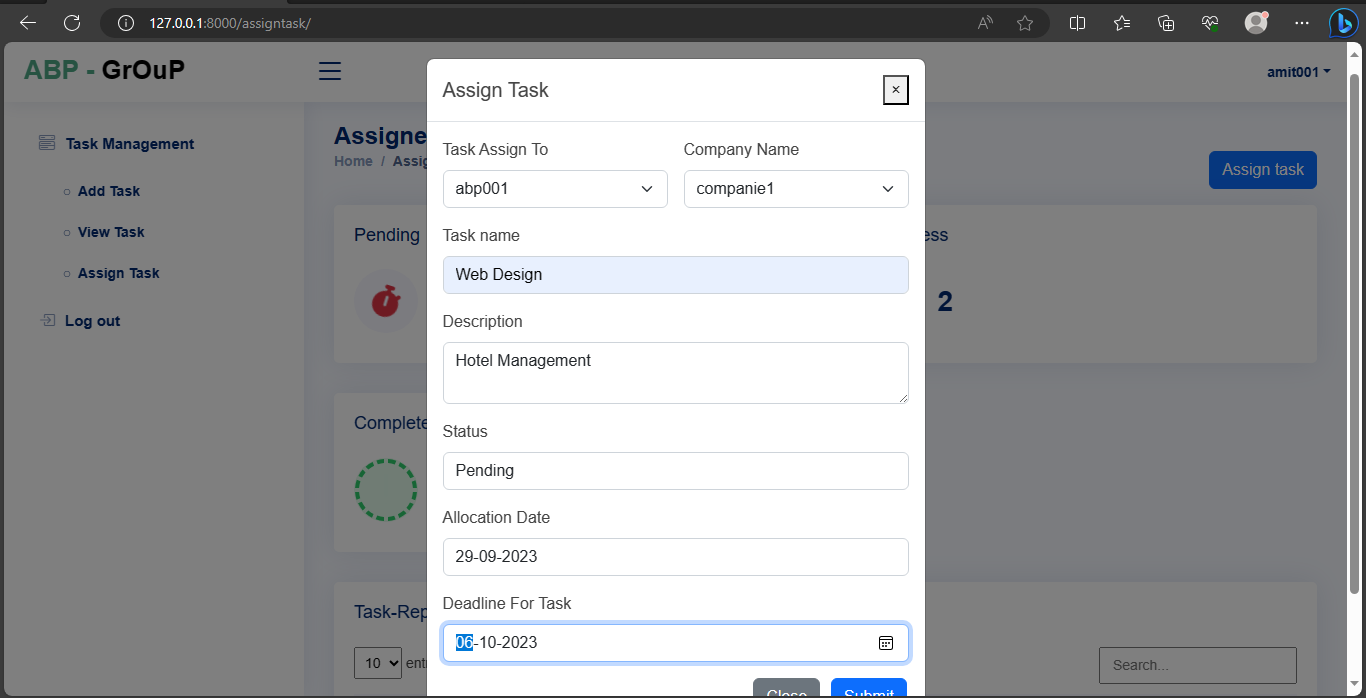 127.0.0.1:8000/assigntask/
ABP - GrOuP
amit001
Task Management
Add Task
View Task
Assign Task
Log out
Assigne
Home / Assig
Assign task
Pending
ess
2
Complete
Task-Rep
10 ent
Search...
Assign Task
×
Task Assign To Company Name
abp001 companie1
Task name
Web Design
Description
Hotel Management
Status
Pending
Allocation Date
29-09-2023
Deadline For Task
06-10-2023
Close Submit